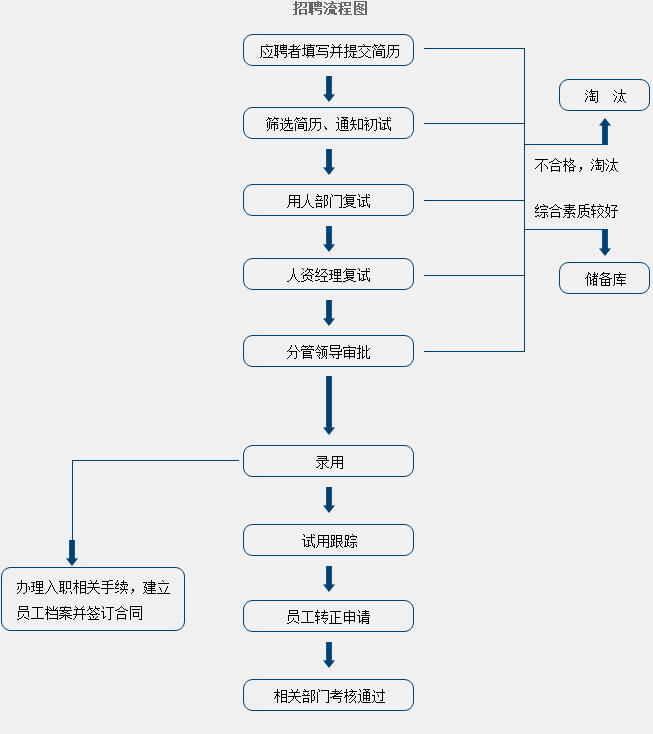 招聘流程图
应聘者填写并提交简历
淘　汰
筛选简历、通知初试
不合格，淘汰
用人部门复试
综合素质较好
人资经理复试
储备库
分管领导审批
录用
试用跟踪
办理入职相关手续，建立
员工档案并签订合同
员工转正申请
相关部门考核通过